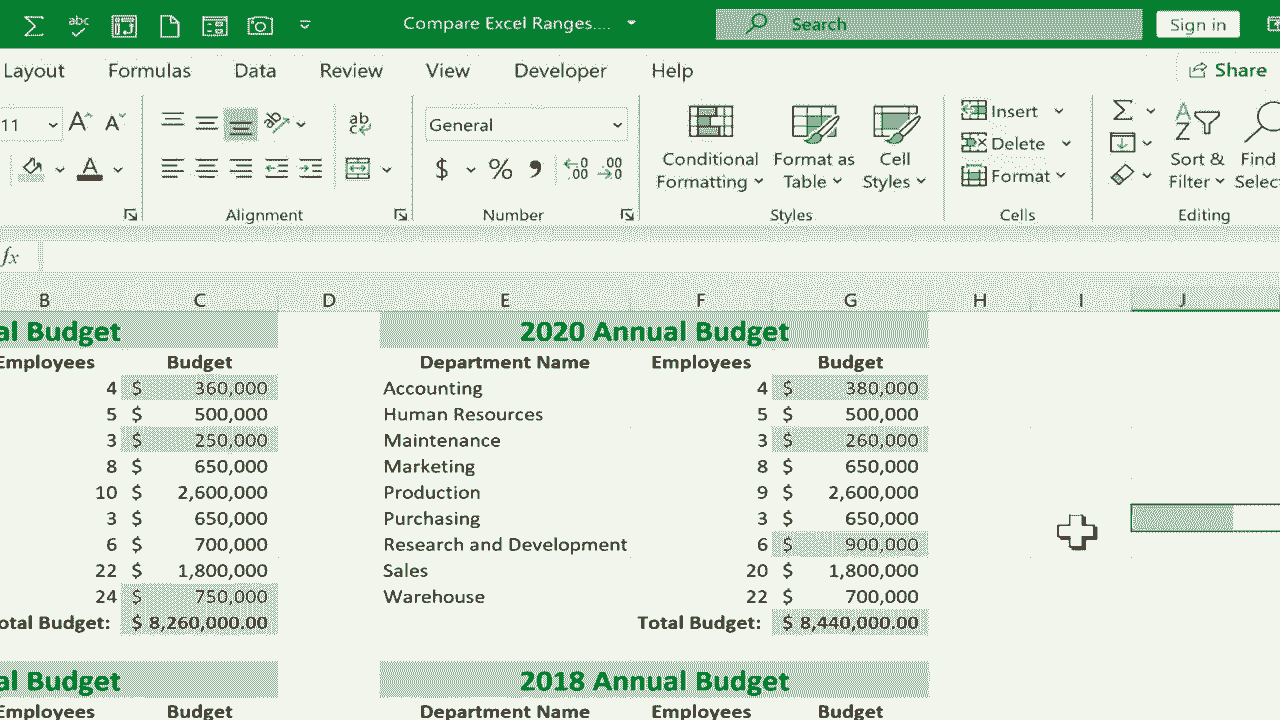 abc Compare Excel Ranges.... Search Sign in
Layout Formulas Data Review View Developer Help Share
11 A A ab General Conditional Formatting Format as Table Cell Styles Insert Delete Format Sort & Filter Find Select
A $ % , .0 .00
Alignment Number Styles Cells Editing
fx
B C D E F G H I J
al Budget 2020 Annual Budget
Employees Budget Department Name Employees Budget
4 $ 360,000 Accounting 4 $ 380,000
5 $ 500,000 Human Resources 5 $ 500,000
3 $ 250,000 Maintenance 3 $ 260,000
8 $ 650,000 Marketing 8 $ 650,000
10 $ 2,600,000 Production 9 $ 2,600,000
3 $ 650,000 Purchasing 3 $ 650,000
6 $ 700,000 Research and Development 6 $ 900,000
22 $ 1,800,000 Sales 20 $ 1,800,000
24 $ 750,000 Warehouse 22 $ 700,000
otal Budget: $ 8,260,000.00 Total Budget: $ 8,440,000.00
al Budget 2018 Annual Budget
Employees Budget Department Name Employees Budget